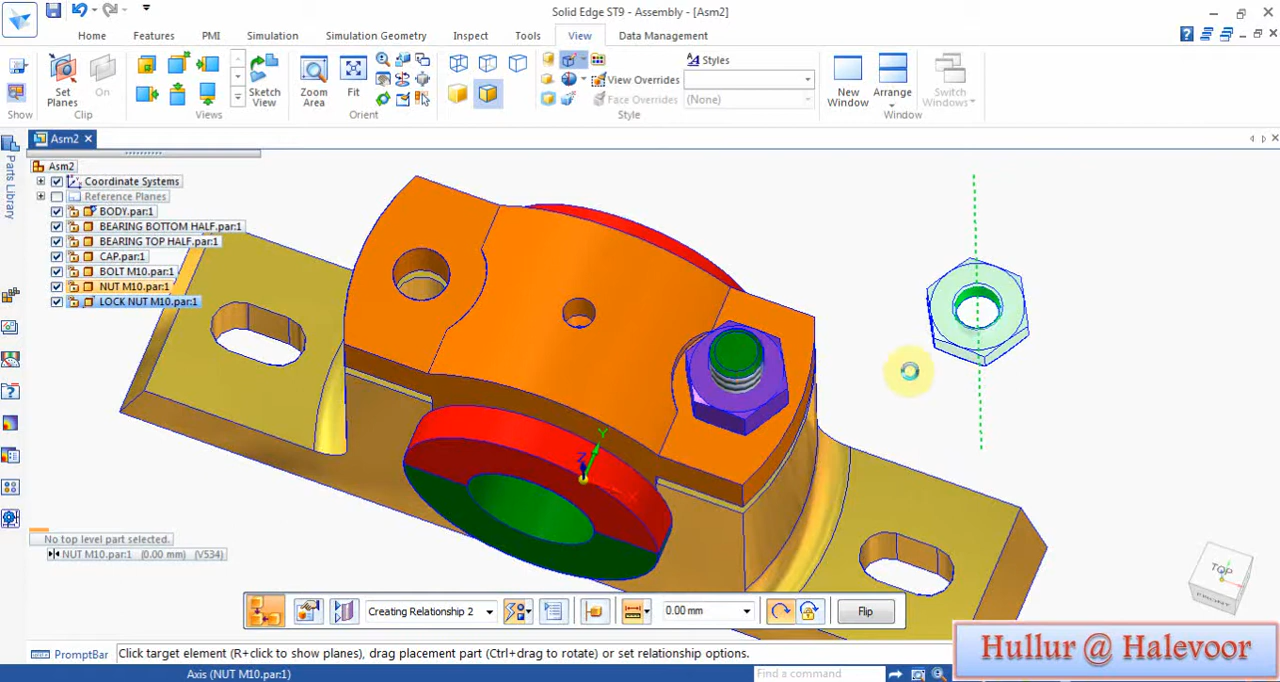 Solid Edge ST9 - Assembly - [Asm2]
Home Features PMI Simulation Simulation Geometry Inspect Tools View Data Management
Set Planes
On
Sketch View
Zoom Area
Fit
Styles
View Overrides
Face Overrides
(None)
New Window
Arrange
Switch Windows
Show Clip Views Orient Style Window
Asm2
Parts Library
Asm2
Coordinate Systems
Reference Planes
BODY.par:1
BEARING BOTTOM HALF.par:1
BEARING TOP HALF.par:1
CAP.par:1
BOLT M10.par:1
NUT M10.par:1
LOCK NUT M10.par:1
Y
Z
No top level part selected.
NUT M10.par:1 (0.00 mm) (V534)
TOP
FRONT
Creating Relationship 2
0.00 mm
Flip
PromptBar
Click target element (R+click to show planes), drag placement part (Ctrl+drag to rotate) or set relationship options.
Hullur @ Halevoor
Axis (NUT M10.par:1)
Find a command